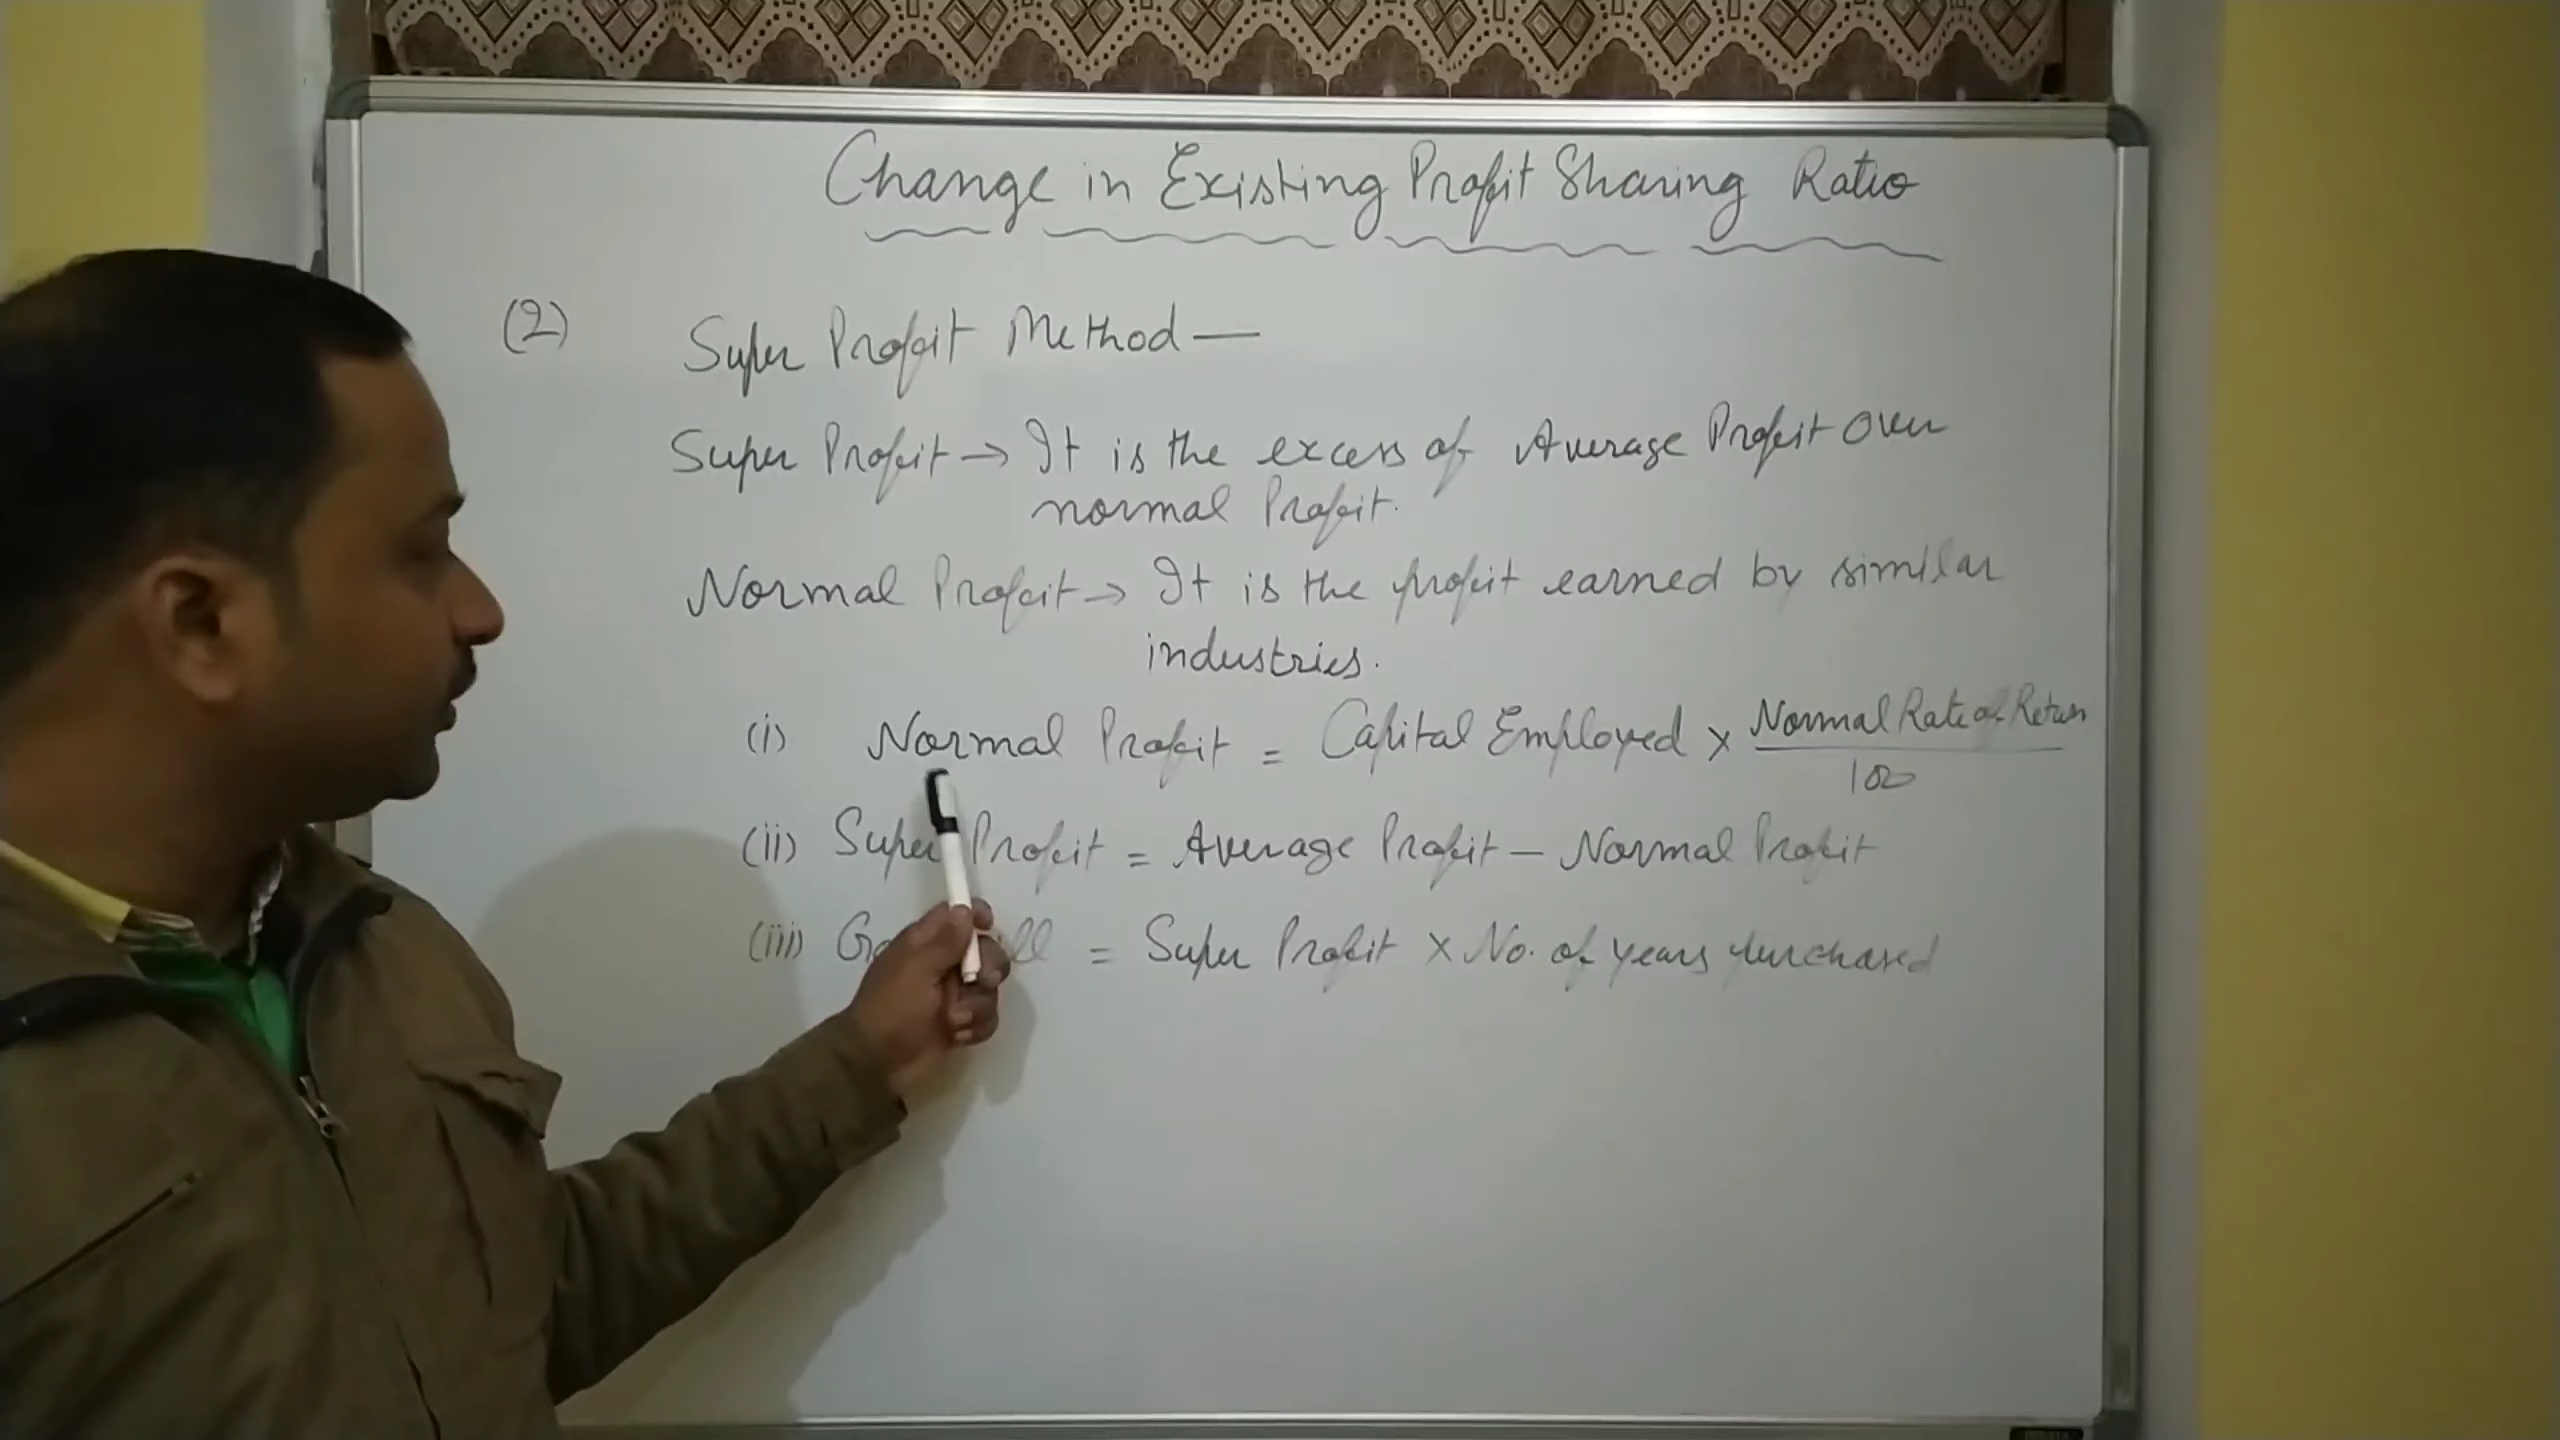 Change in Existing Profit Sharing Ratio
(2) Super Profit Method —
Super Profit → It is the excess of Average Profit over
normal Profit.
Normal Profit → It is the profit earned by similar
industries.
(i) Normal Profit = Capital Employed × Normal Rate of Return
100
(ii) Super Profit = Average Profit — Normal Profit
(iii) = Super Profit × No. of years purchased